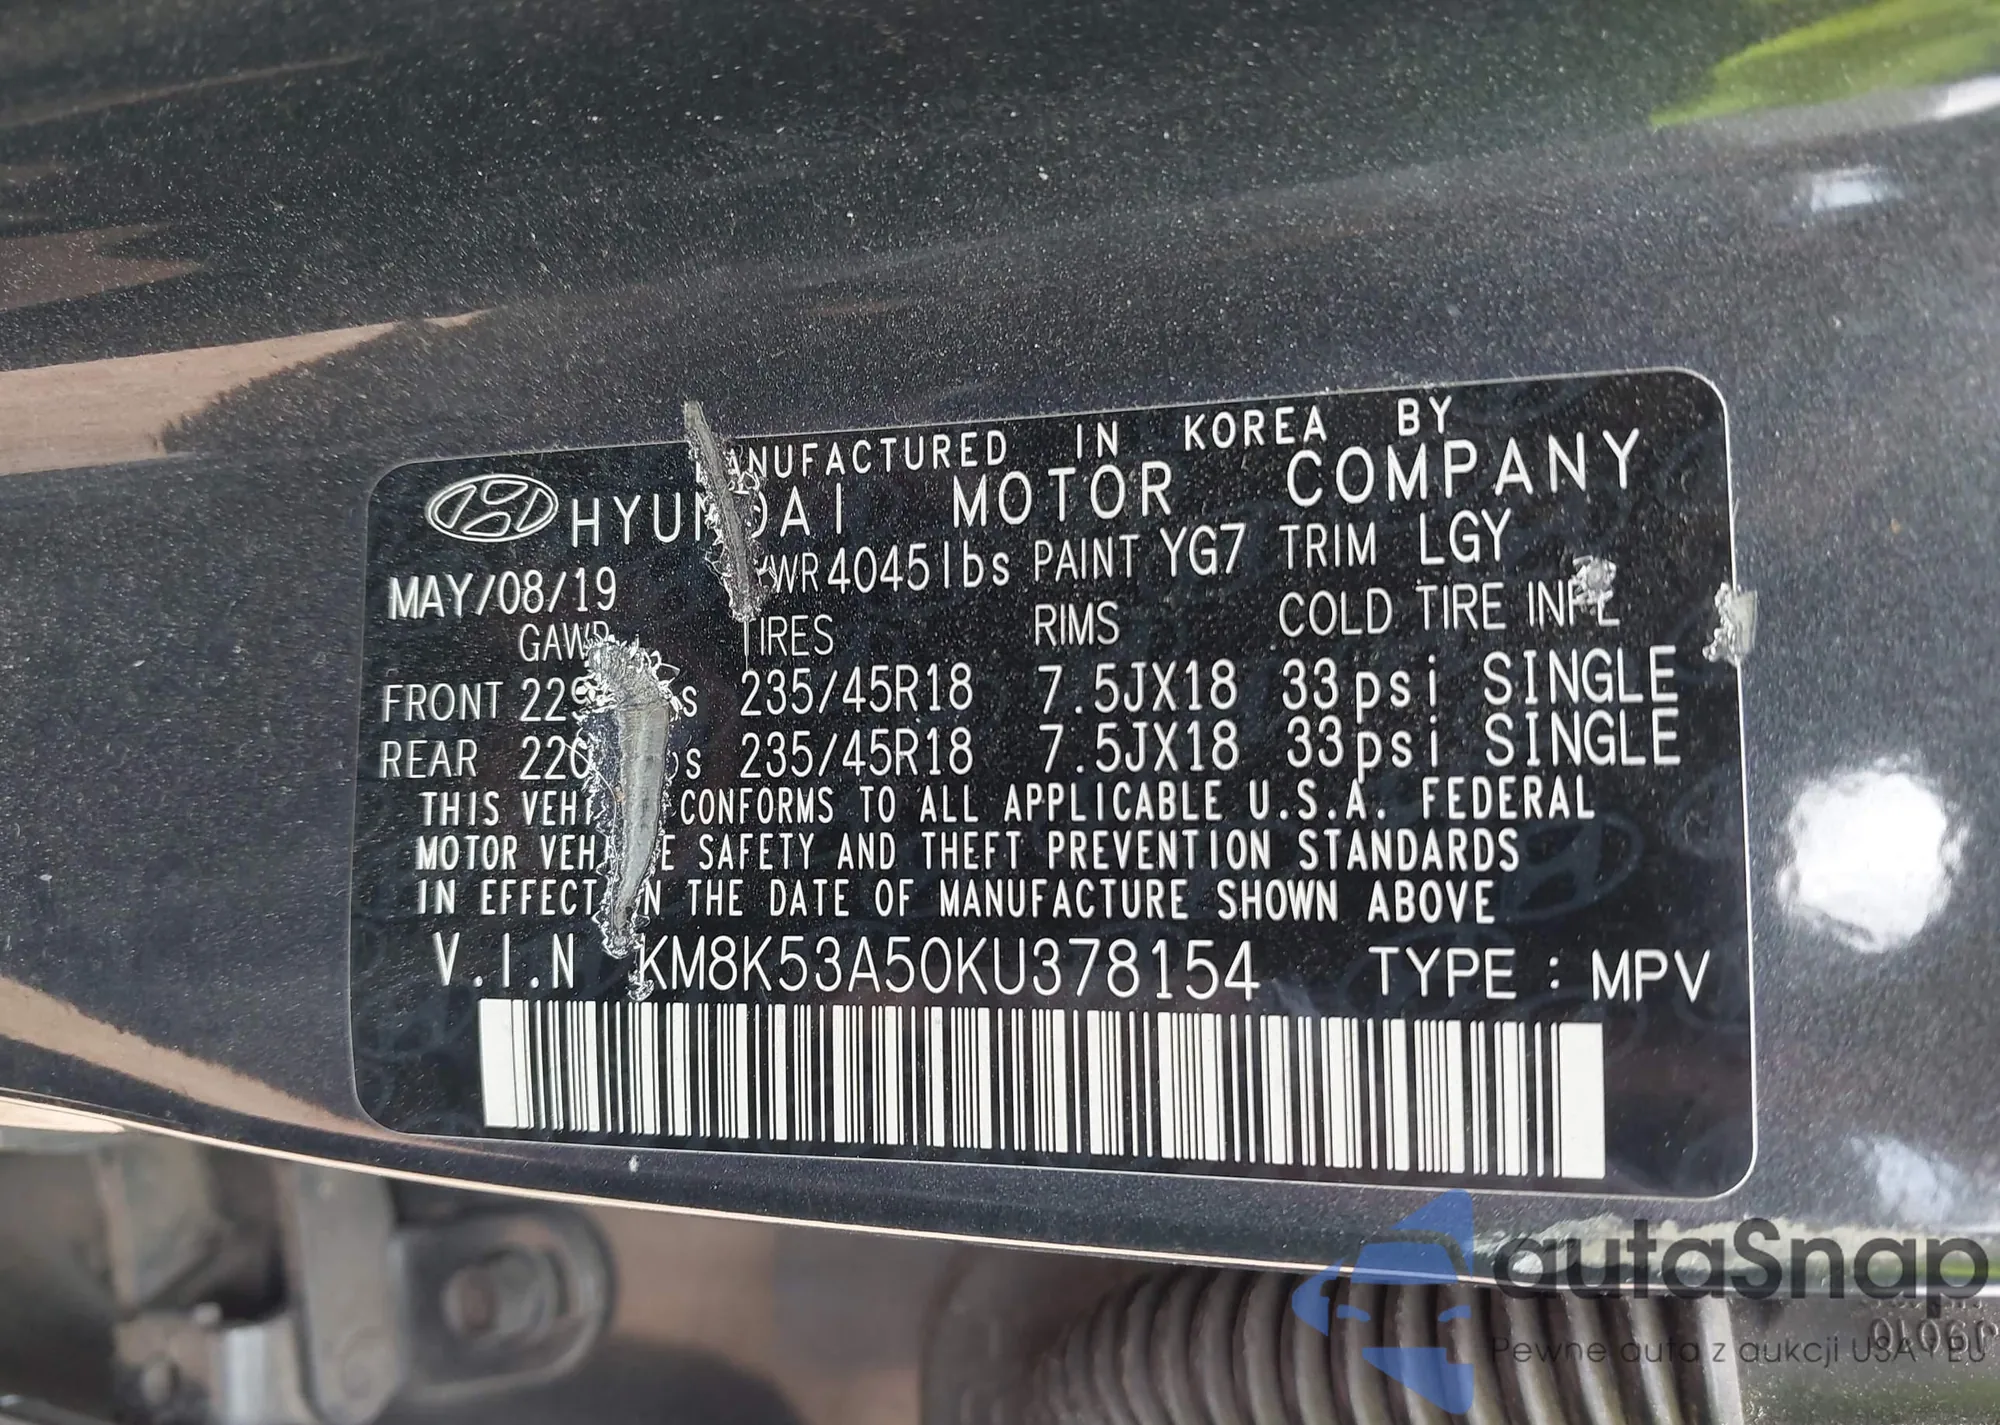 MANUFACTURED IN KOREA BY
HYUNDAI MOTOR COMPANY
MAY/08/19 4045lbs PAINT YG7 TRIM LGY
GAWR TIRES RIMS COLD TIRE INFL
FRONT 235/45R18 7.5JX18 33psi SINGLE
REAR 235/45R18 7.5JX18 33psi SINGLE
THIS VEHICLE CONFORMS TO ALL APPLICABLE U.S.A. FEDERAL
MOTOR VEHICLE SAFETY AND THEFT PREVENTION STANDARDS
IN EFFECT ON THE DATE OF MANUFACTURE SHOWN ABOVE
V.I.N KM8K53A50KU378154 TYPE : MPV
autaSnap
Pewne auta z aukcji USA i EU